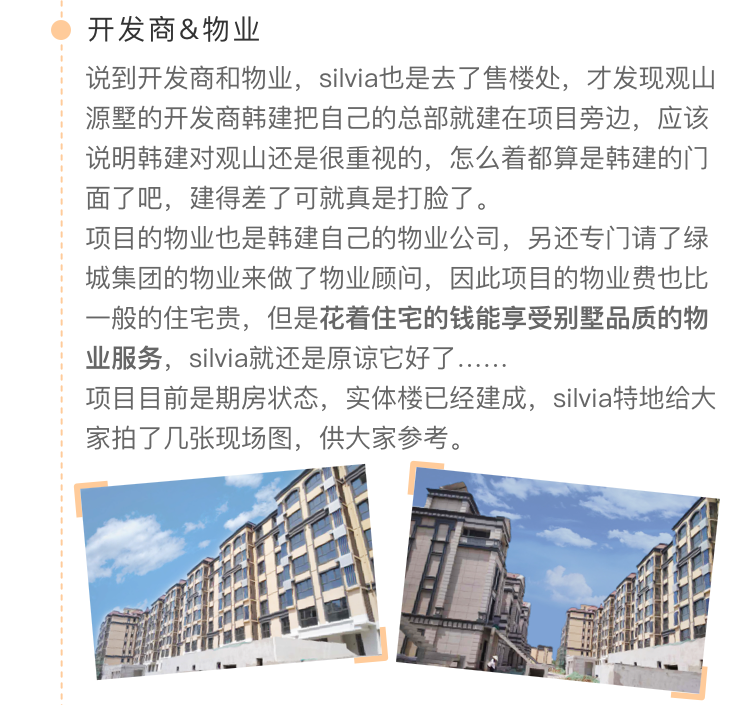 开发商&物业
说到开发商和物业，silvia也是去了售楼处，才发现观山
源墅的开发商韩建把自己的总部就建在项目旁边，应该
说明韩建对观山还是很重视的，怎么着都算是韩建的门
面了吧，建得差了可就真是打脸了。
项目的物业也是韩建自己的物业公司，另还专门请了绿
城集团的物业来做了物业顾问，因此项目的物业费也比
一般的住宅贵，但是花着住宅的钱能享受别墅品质的物
业服务，silvia就还是原谅它好了……
项目目前是期房状态，实体楼已经建成，silvia特地给大
家拍了几张现场图，供大家参考。